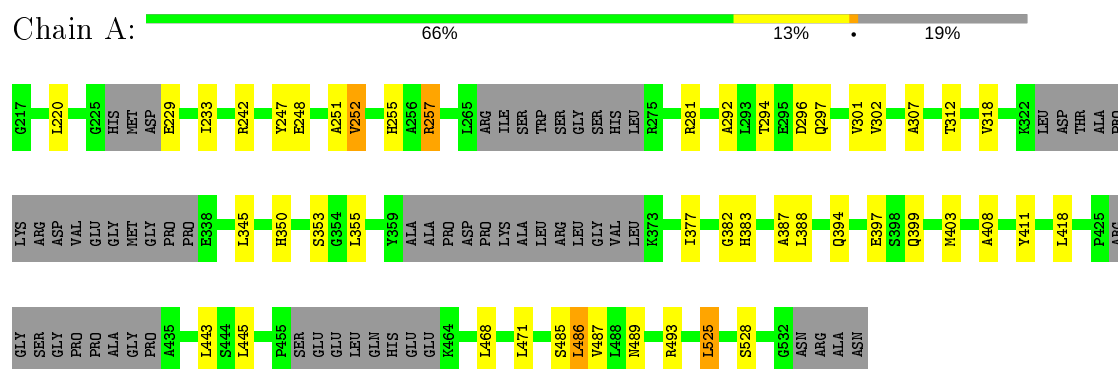 Chain A:
66% 13% • 19%
G217 L220 G225 HIS MET ASP E229 I233 R242 Y247 E248 A251 V252 H255 A256 R257 L265 ARG ILE SER TRP SER GLY SER HIS LEU R275 R281 A292 L293 T294 E295 D296 Q297 V301 V302 A307 T312 V318 K322 LEU ASP THR ALA PRO
LYS ARG ASP VAL GLU GLY MET GLY PRO PRO E338 L345 H350 S353 G354 L355 Y359 ALA ALA PRO ASP PRO LYS ALA LEU ARG LEU GLY VAL LEU K373 I377 G382 H383 A387 L388 Q394 E397 S398 Q399 M403 A408 Y411 L418 P425 ARG
GLY SER GLY PRO PRO ALA GLY PRO A435 L443 S444 L445 P455 SER GLU GLU LEU GLN HIS GLU GLU K464 L468 L471 S485 L486 V487 L488 N489 R493 L525 S528 G532 ASN ARG ALA ASN